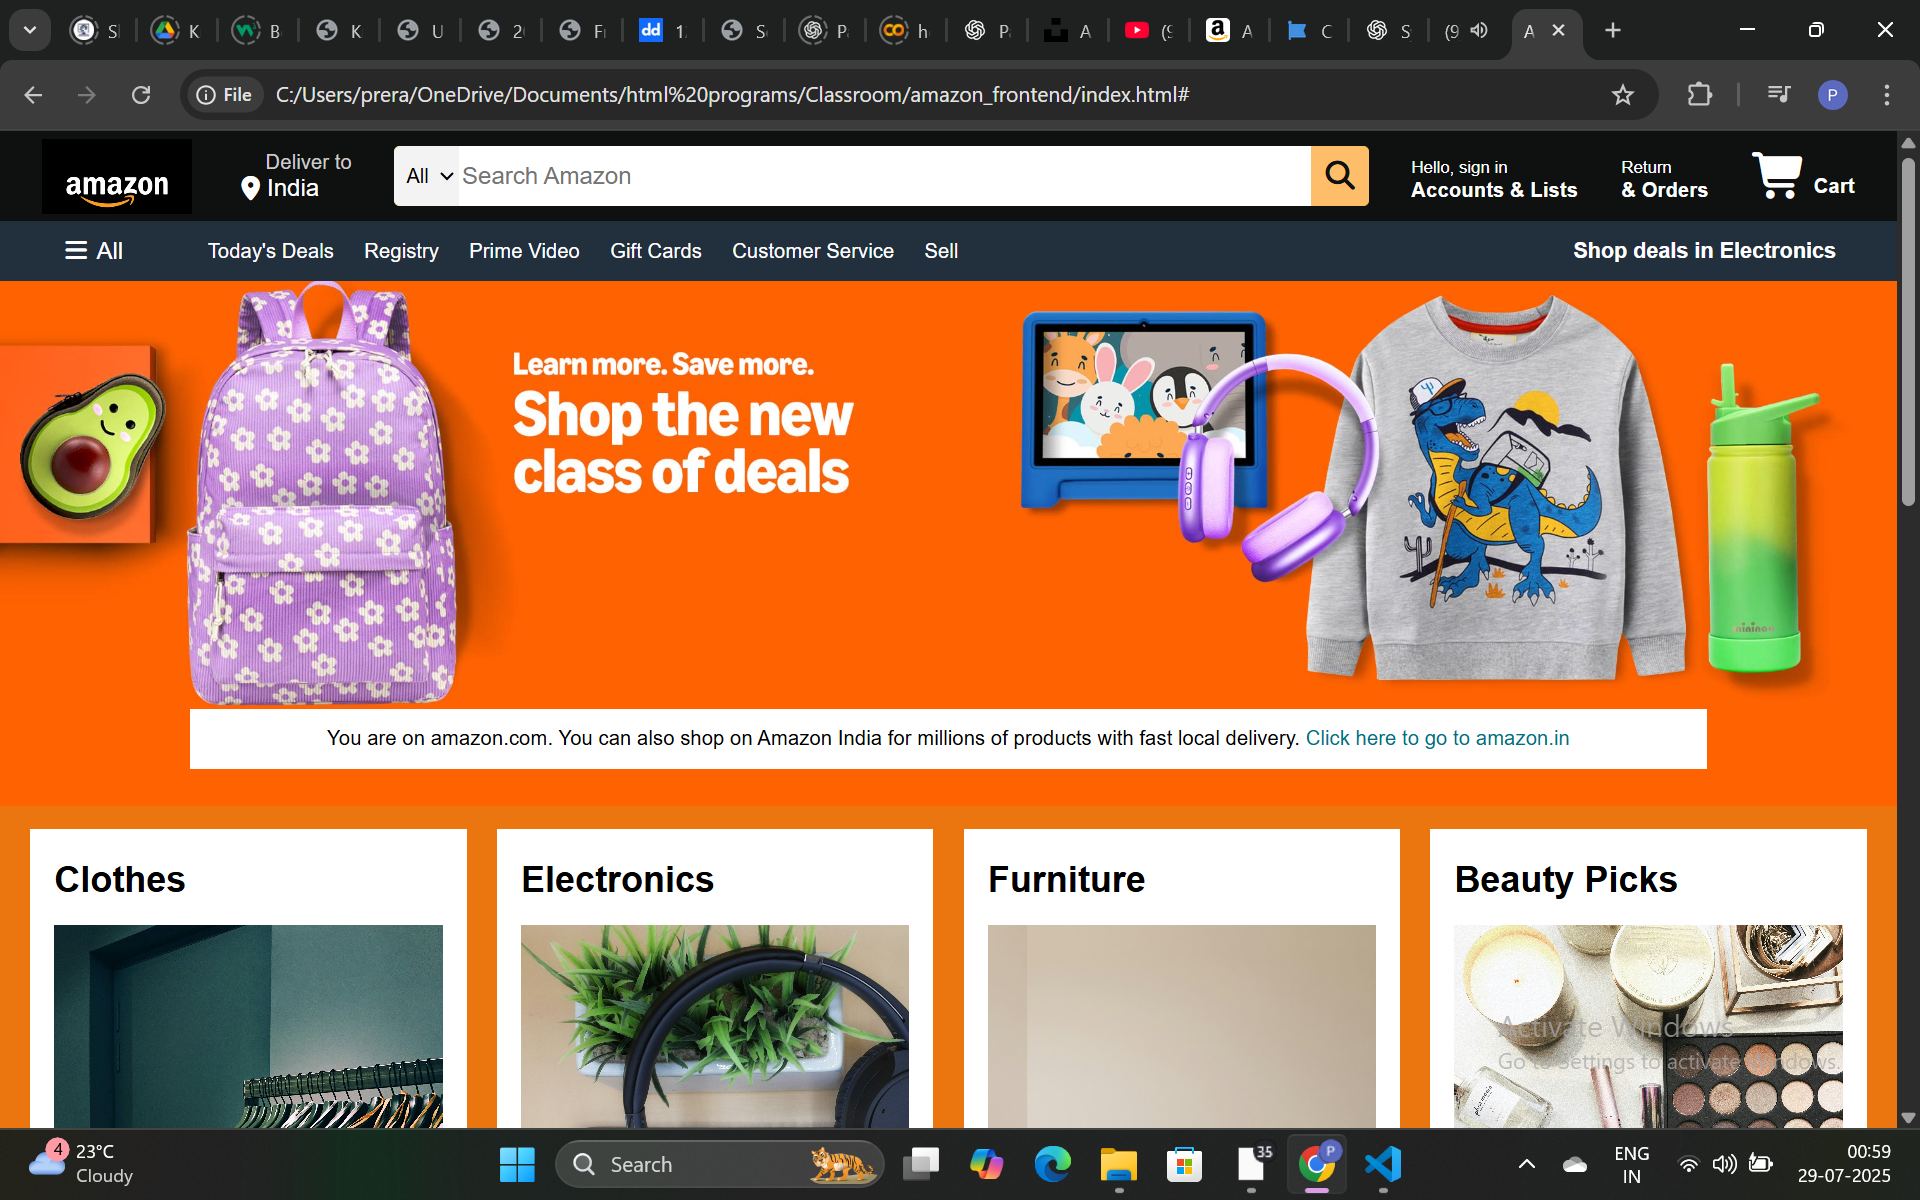 S
K
B
K
U
2
F
1
S
P
h
P
A
(9
A
C
S
(9
A
File
C:/Users/prera/OneDrive/Documents/html%20programs/Classroom/amazon_frontend/index.html#
P
amazon
Deliver to
India
All
Search Amazon
Hello, sign in
Accounts & Lists
Return
& Orders
Cart
All
Today's Deals
Registry
Prime Video
Gift Cards
Customer Service
Sell
Shop deals in Electronics
Learn more. Save more.
Shop the new
class of deals
mininoo
You are on amazon.com. You can also shop on Amazon India for millions of products with fast local delivery. Click here to go to amazon.in
Clothes
Electronics
Furniture
Beauty Picks
Activate Windows
Go to Settings to activate Windows.
4
23°C
Cloudy
Search
35
P
ENG
IN
00:59
29-07-2025